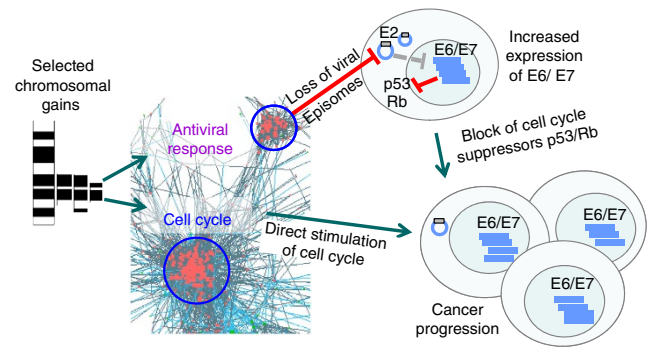 Selected
chromosomal
gains
Antiviral
response
Cell cycle
Loss of viral
Episomes
E2
E6/E7
p53
Rb
Increased
expression
of E6/ E7
Block of cell cycle
suppressors p53/Rb
Direct stimulation
of cell cycle
E6/E7
E6/E7
E6/E7
Cancer
progression